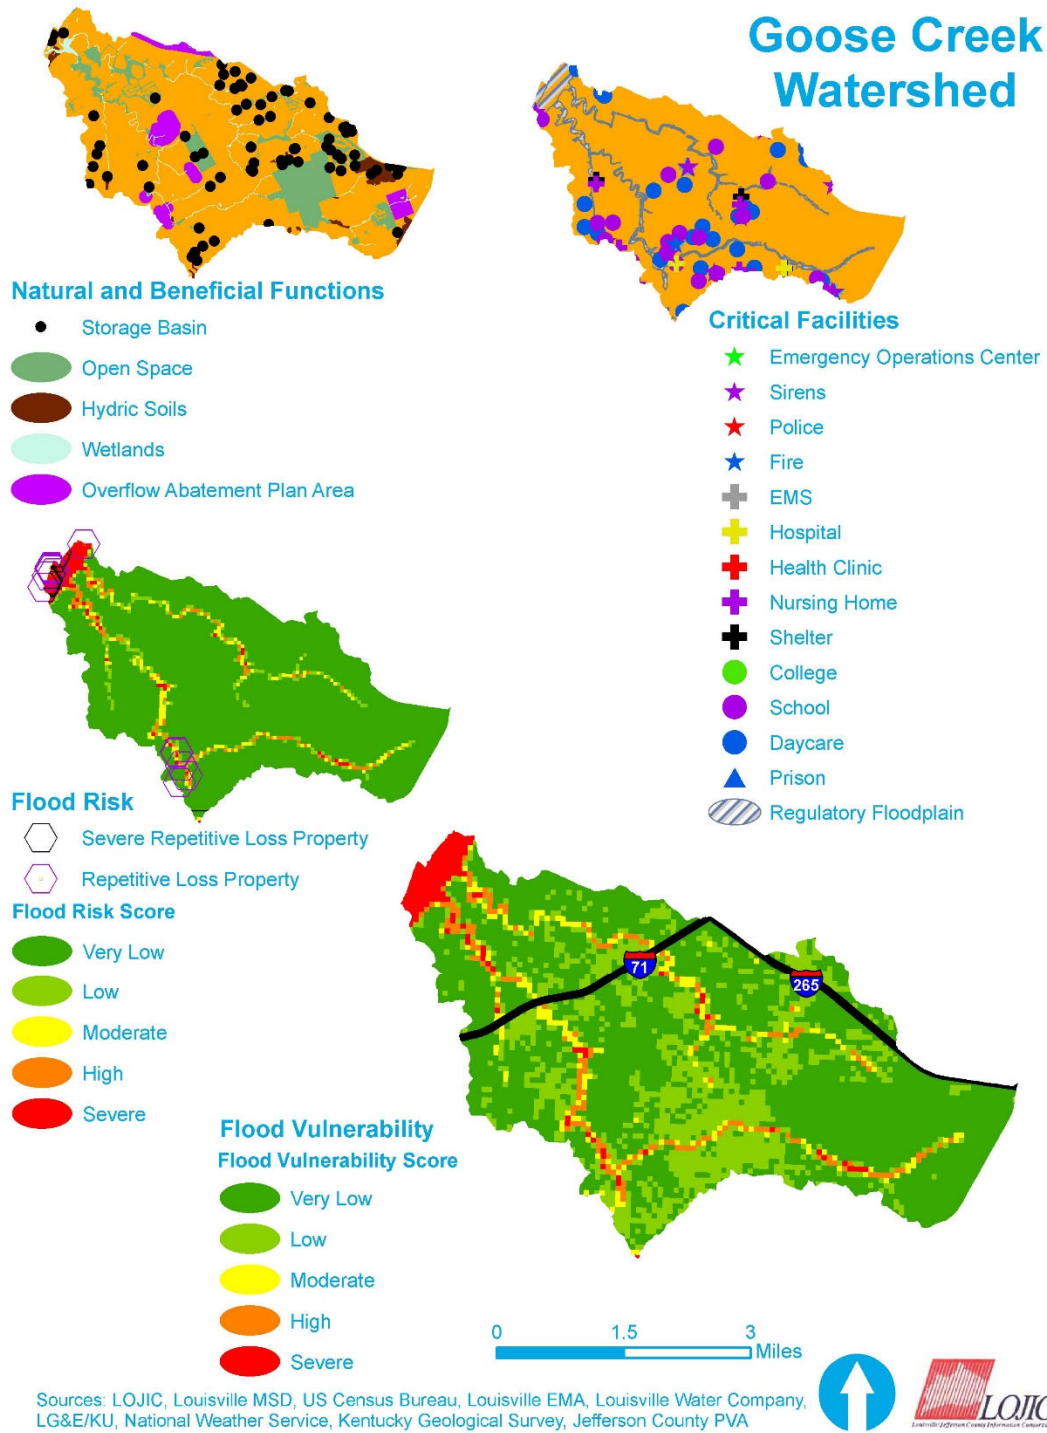 Goose Creek
Watershed
Natural and Beneficial Functions
Storage Basin
Open Space
Hydric Soils
Wetlands
Overflow Abatement Plan Area
Critical Facilities
Emergency Operations Center
Sirens
Police
Fire
EMS
Hospital
Health Clinic
Nursing Home
Shelter
College
School
Daycare
Prison
Regulatory Floodplain
Flood Risk
Severe Repetitive Loss Property
Repetitive Loss Property
Flood Risk Score
Very Low
Low
Moderate
High
Severe
71
265
Flood Vulnerability
Flood Vulnerability Score
Very Low
Low
Moderate
High
Severe
0 1.5 3
Miles
Sources: LOJIC, Louisville MSD, US Census Bureau, Louisville EMA, Louisville Water Company,
LG&E/KU, National Weather Service, Kentucky Geological Survey, Jefferson County PVA
LOJIC